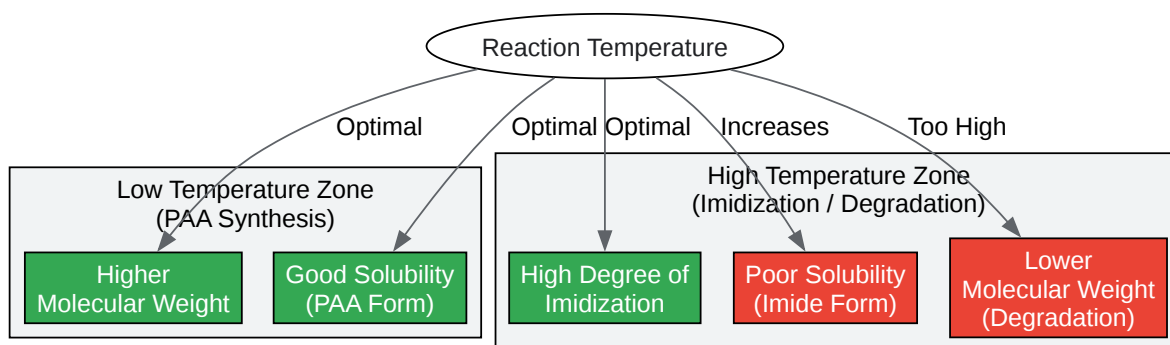 Reaction Temperature
Optimal
Optimal
Optimal
Increases
Too High
Low Temperature Zone
(PAA Synthesis)
High Temperature Zone
(Imidization / Degradation)
Higher
Molecular Weight
Good Solubility
(PAA Form)
High Degree of
Imidization
Poor Solubility
(Imide Form)
Lower
Molecular Weight
(Degradation)